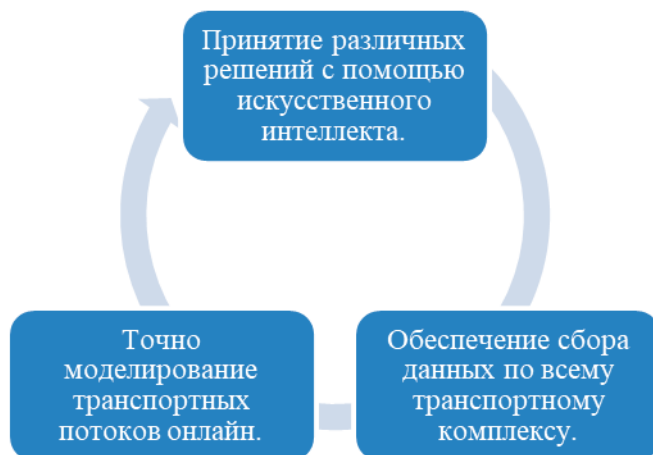 Принятие различных
решений с помощью
искусственного
интеллекта.
Обеспечение сбора
данных по всему
транспортному
комплексу.
Точно
моделирование
транспортных
потоков онлайн.